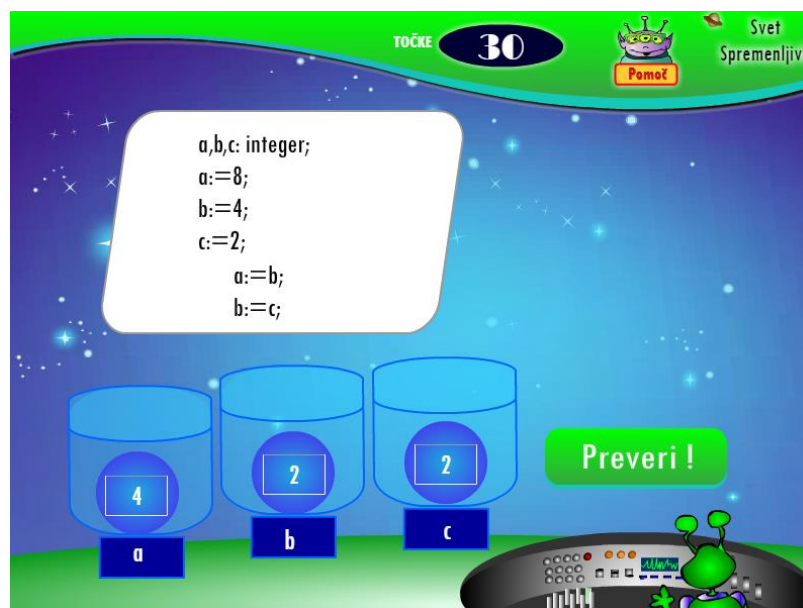 TOČKE 30
Pomoč
Svet
Spremenljiv
a,b,c: integer;
a:=8;
b:=4;
c:=2;
a:=b;
b:=c;
4
2
2
a
b
c
Preveri !